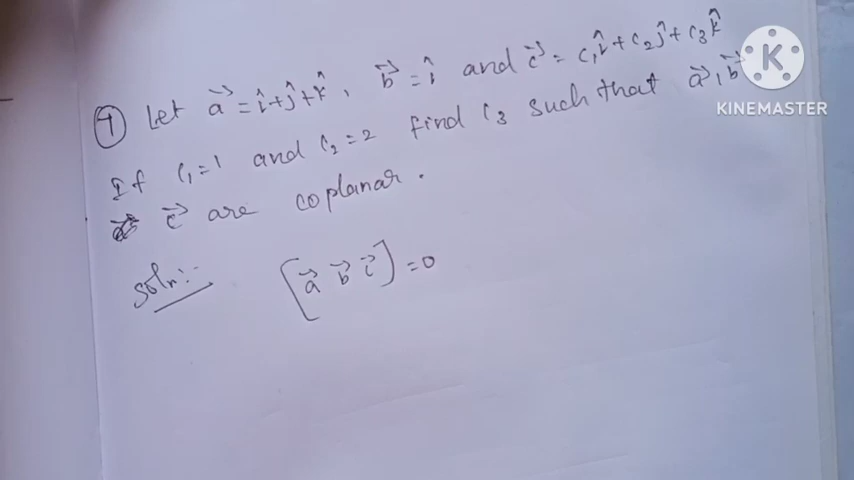 7 Let a⃗ = î+ĵ+k̂, b⃗ = î and c⃗ = c₁î+c₂ĵ+c₃k̂
If c₁=1 and c₂=2 find c₃ such that a⃗, b⃗
c⃗ are coplanar.
Soln:-
[a⃗ b⃗ c⃗]=0
K
KINEMASTER